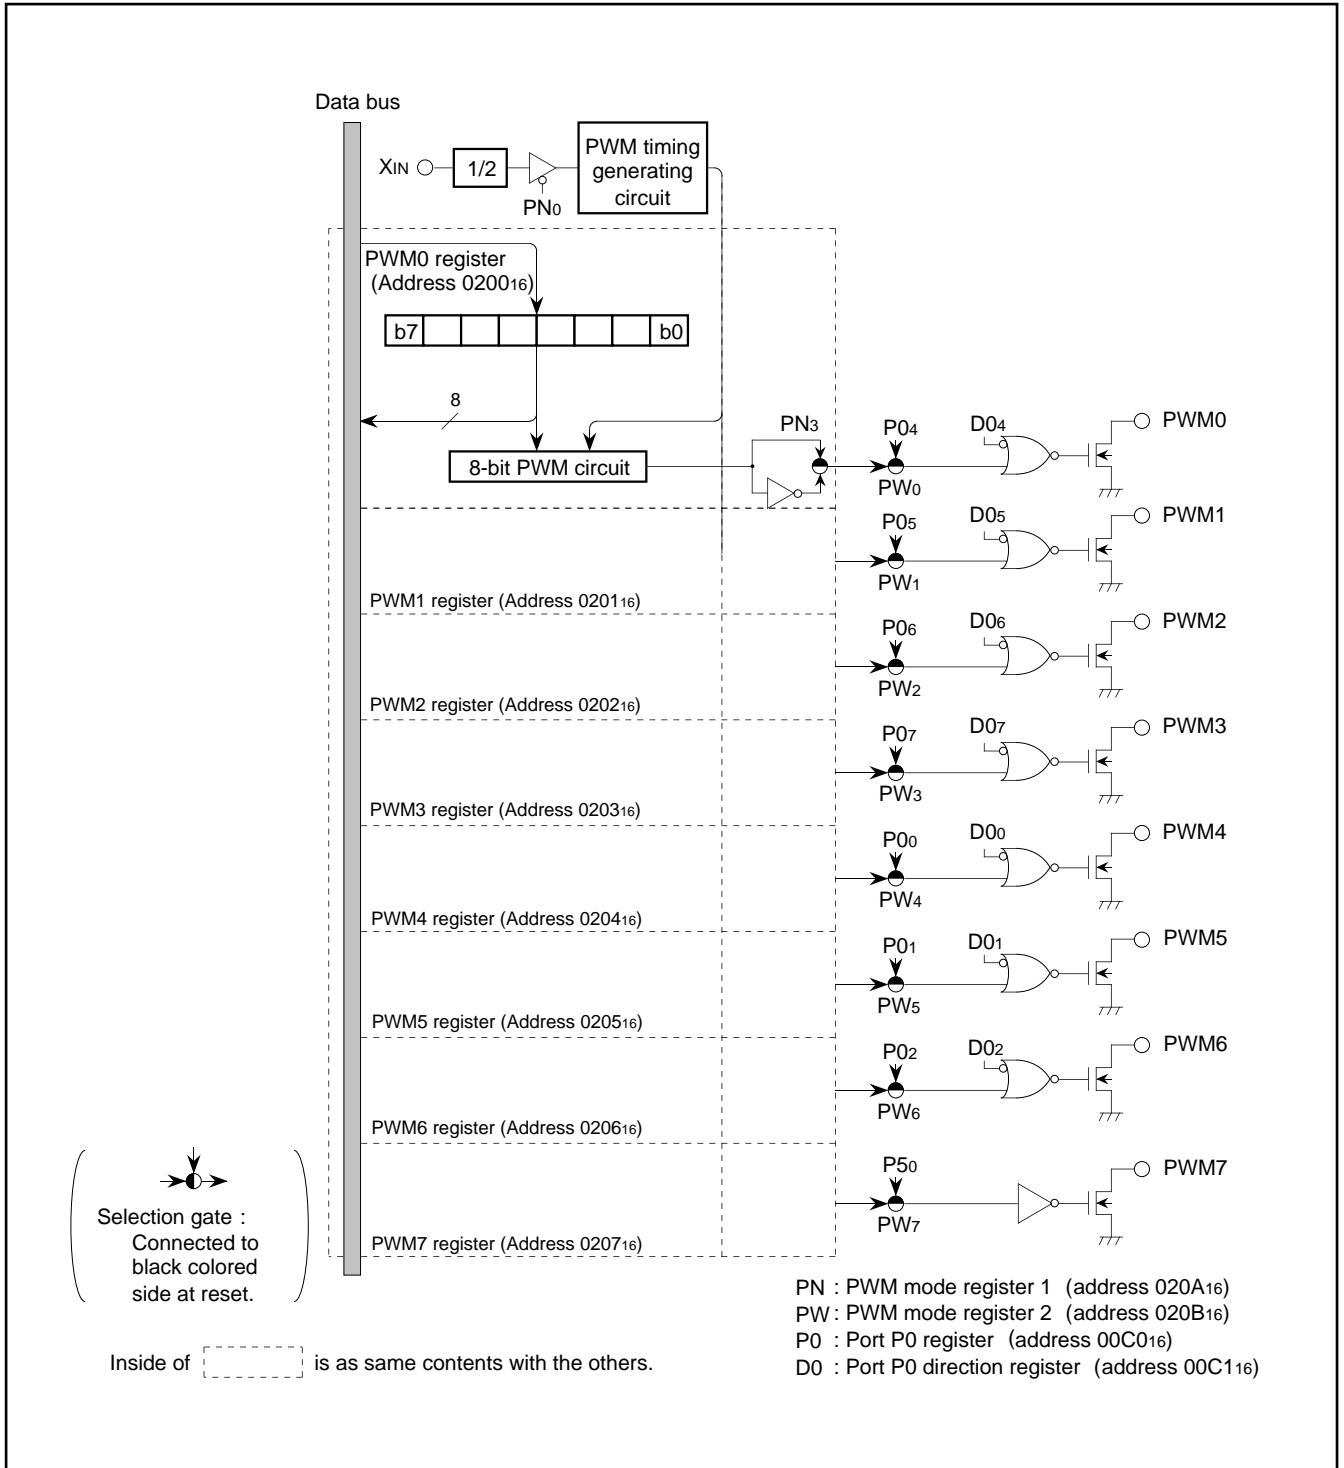 Data bus
XIN
1/2
PN0
PWM timing
generating
circuit
PWM0 register
(Address 020016)
b7
b0
8
8-bit PWM circuit
PN3
P04
PW0
D04
PWM0
P05
PW1
D05
PWM1
PWM1 register (Address 020116)
P06
PW2
D06
PWM2
PWM2 register (Address 020216)
P07
PW3
D07
PWM3
PWM3 register (Address 020316)
P00
PW4
D00
PWM4
PWM4 register (Address 020416)
P01
PW5
D01
PWM5
PWM5 register (Address 020516)
P02
PW6
D02
PWM6
PWM6 register (Address 020616)
P50
PW7
PWM7
PWM7 register (Address 020716)
Selection gate :
Connected to
black colored
side at reset.
Inside of
is as same contents with the others.
PN : PWM mode register 1 (address 020A16)
PW : PWM mode register 2 (address 020B16)
P0 : Port P0 register (address 00C016)
D0 : Port P0 direction register (address 00C116)